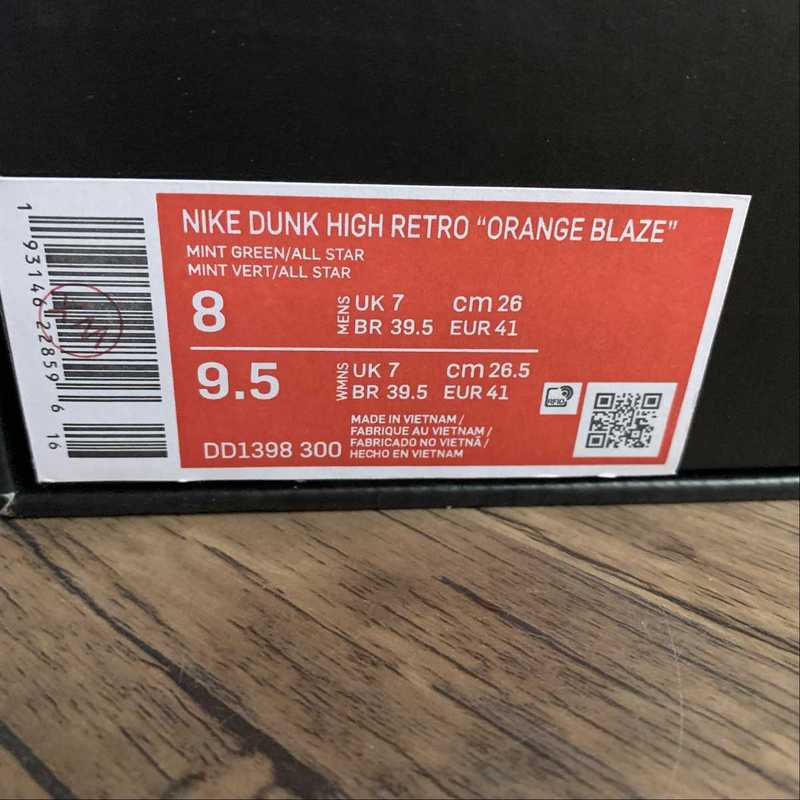 NIKE DUNK HIGH RETRO “ORANGE BLAZE”
MINT GREEN/ALL STAR
MINT VERT/ALL STAR
8 MENS UK 7 cm 26
BR 39.5 EUR 41
9.5 WMNS UK 7 cm 26.5
BR 39.5 EUR 41
MADE IN VIETNAM /
FABRIQUE AU VIETNAM /
FABRICADO NO VIETNÃ /
HECHO EN VIETNAM
DD1398 300
RFID
1 93146 22859 6 16